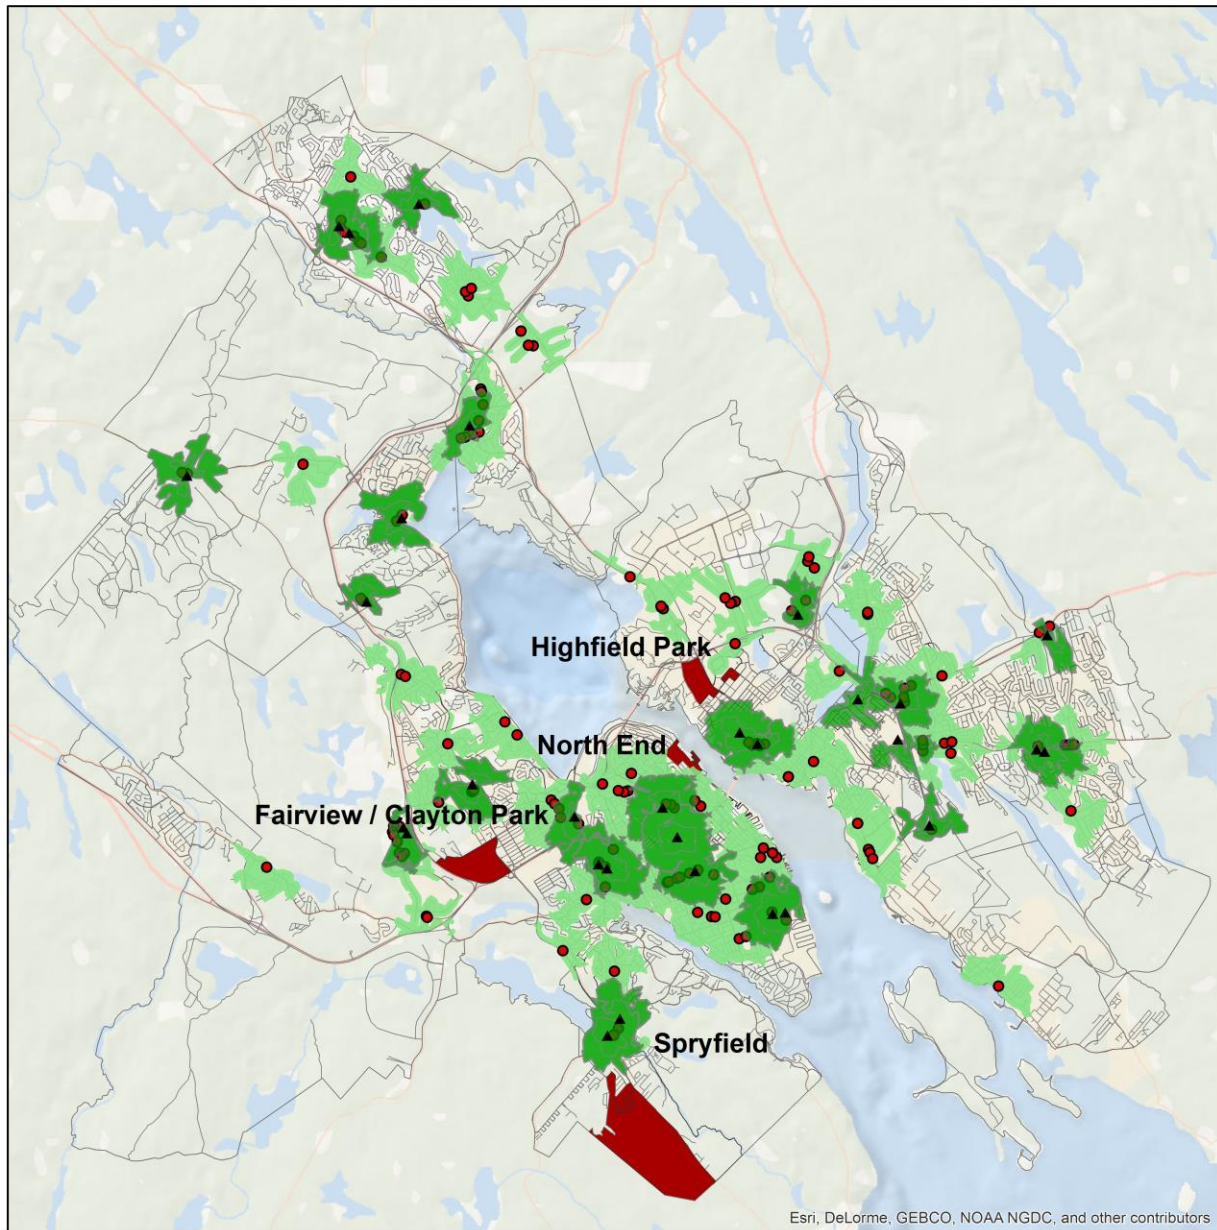 Highfield Park
North End
Fairview / Clayton Park
Spryfield
Esri, DeLorme, GEBCO, NOAA NGDC, and other contributors